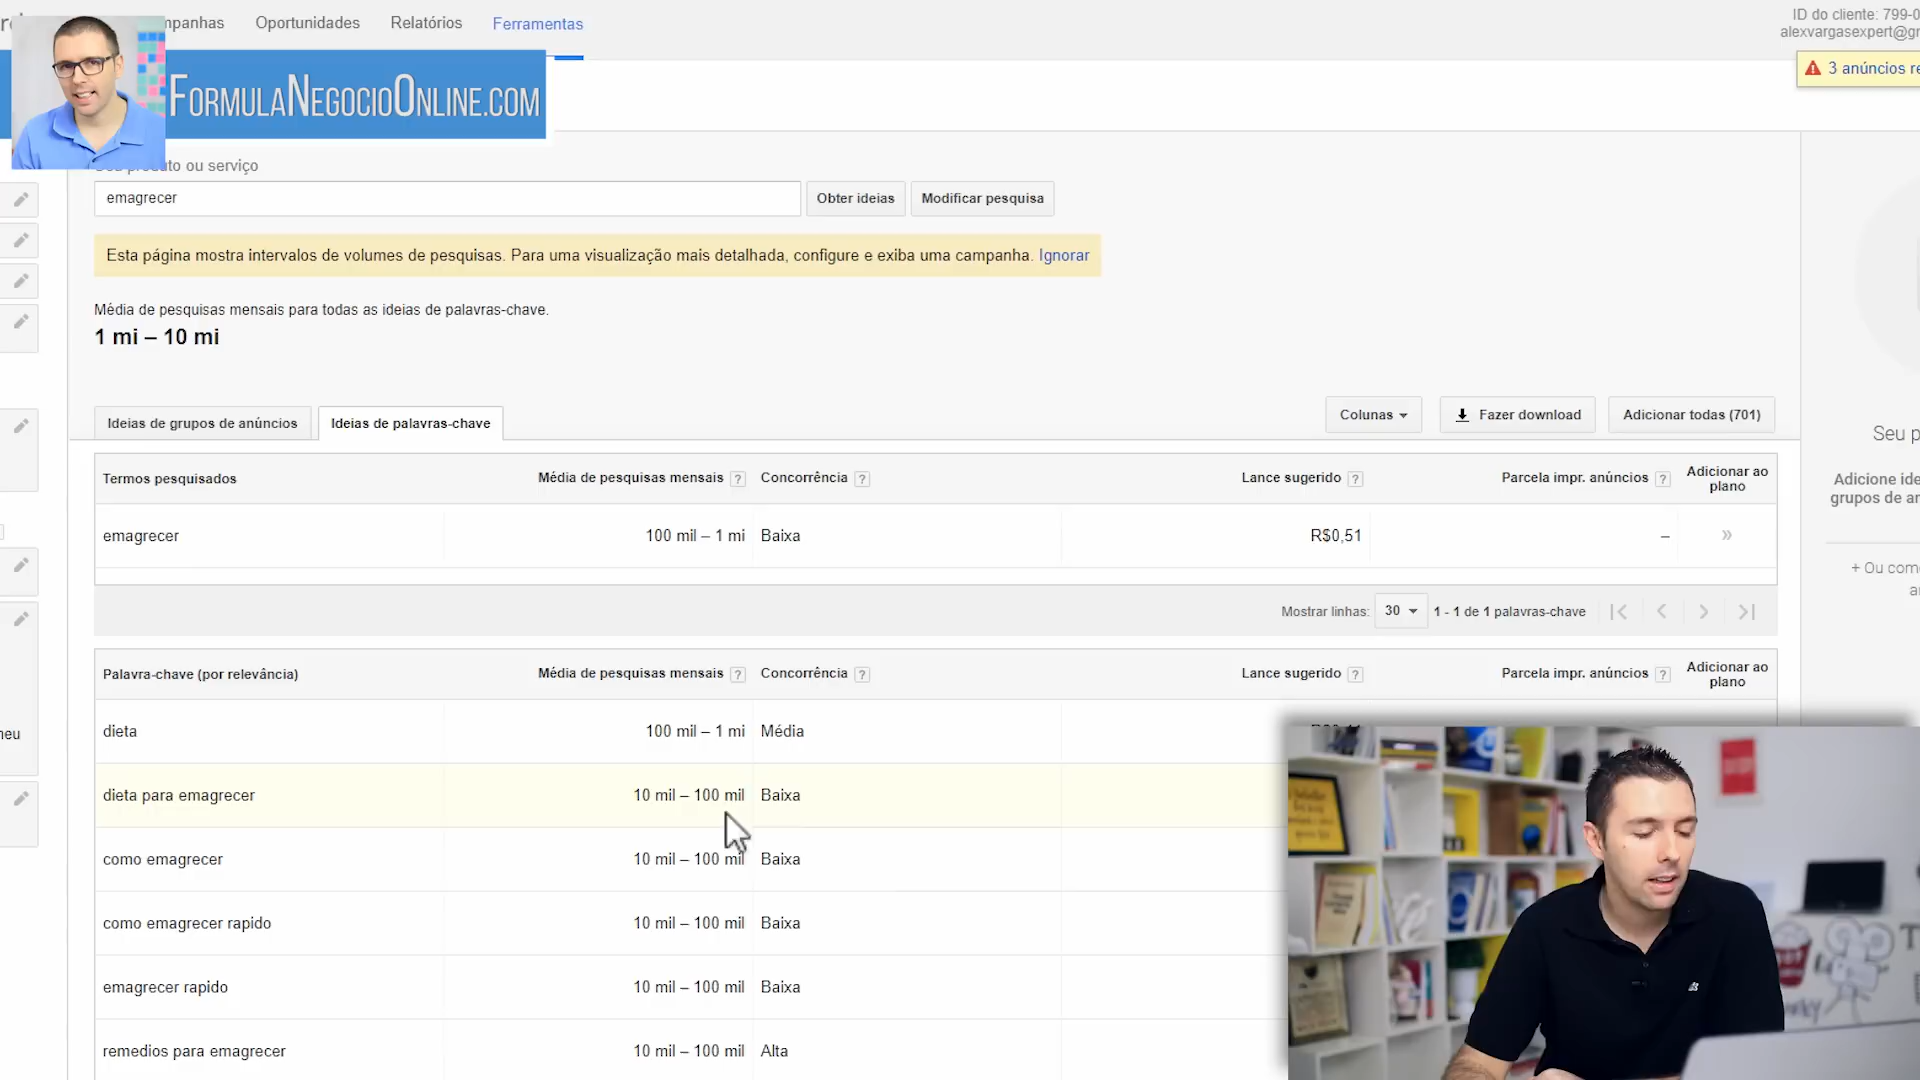 mpanhas Oportunidades Relatórios Ferramentas
ID do cliente: 799-0
alexvargasexpert@gr
3 anúncios re
FORMULANEGOCIOONLINE.COM
Seu produto ou serviço
emagrecer Obter ideias Modificar pesquisa
Esta página mostra intervalos de volumes de pesquisas. Para uma visualização mais detalhada, configure e exiba uma campanha. Ignorar
Média de pesquisas mensais para todas as ideias de palavras-chave.
1 mi – 10 mi
Ideias de grupos de anúncios Ideias de palavras-chave Colunas Fazer download Adicionar todas (701)
Seu p
Adicione ide
grupos de an
+ Ou com
Termos pesquisados Média de pesquisas mensais ? Concorrência ? Lance sugerido ? Parcela impr. anúncios ? Adicionar ao
plano
emagrecer 100 mil – 1 mi Baixa R$0,51 – »
Mostrar linhas: 30 1 - 1 de 1 palavras-chave
Palavra-chave (por relevância) Média de pesquisas mensais ? Concorrência ? Lance sugerido ? Parcela impr. anúncios ? Adicionar ao
plano
neu
dieta 100 mil – 1 mi Média
dieta para emagrecer 10 mil – 100 mil Baixa
como emagrecer 10 mil – 100 mil Baixa
como emagrecer rapido 10 mil – 100 mil Baixa
emagrecer rapido 10 mil – 100 mil Baixa
remedios para emagrecer 10 mil – 100 mil Alta